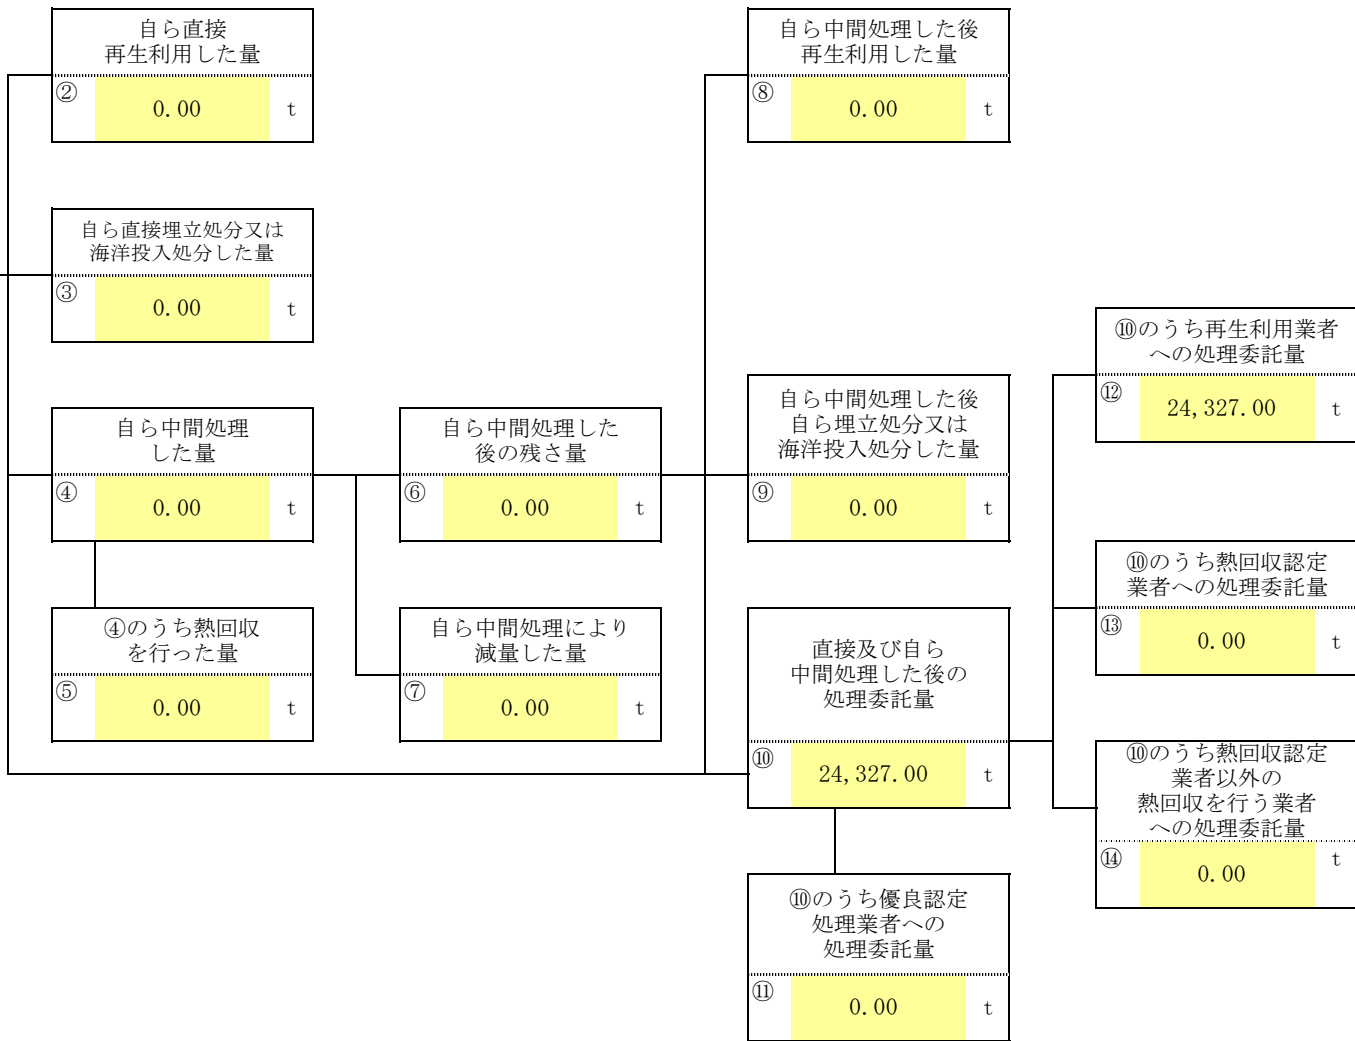 自ら直接
再生利用した量
② 0.00 t
自ら中間処理した後
再生利用した量
⑧ 0.00 t
自ら直接埋立処分又は
海洋投入処分した量
③ 0.00 t
⑩のうち再生利用業者
への処理委託量
⑫ 24,327.00 t
自ら中間処理
した量
④ 0.00 t
自ら中間処理した
後の残さ量
⑥ 0.00 t
自ら中間処理した後
自ら埋立処分又は
海洋投入処分した量
⑨ 0.00 t
⑩のうち熱回収認定
業者への処理委託量
⑬ 0.00 t
④のうち熱回収
を行った量
⑤ 0.00 t
自ら中間処理により
減量した量
⑦ 0.00 t
直接及び自ら
中間処理した後の
処理委託量
⑩ 24,327.00 t
⑩のうち熱回収認定
業者以外の
熱回収を行う業者
への処理委託量
⑭ 0.00 t
⑩のうち優良認定
処理業者への
処理委託量
⑪ 0.00 t